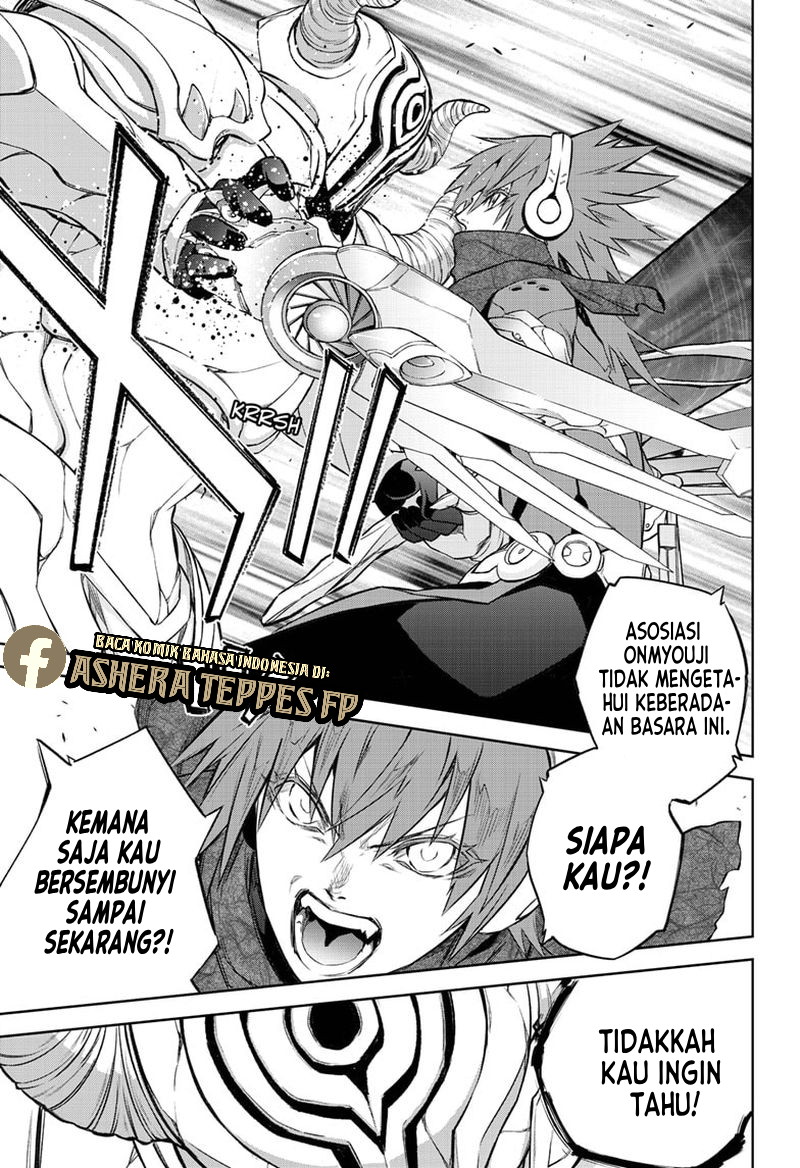 KRRSH
f
BACA KOMIK BAHASA INDONESIA DI:
ASHERA TEPPES FP
ASOSIASI
ONMYOUJI
TIDAK MENGETA-
HUI KEBERADA-
AN BASARA INI.
SIAPA
KAU?!
KEMANA
SAJA KAU
BERSEMBUNYI
SAMPAI
SEKARANG?!
TIDAKKAH
KAU INGIN
TAHU!